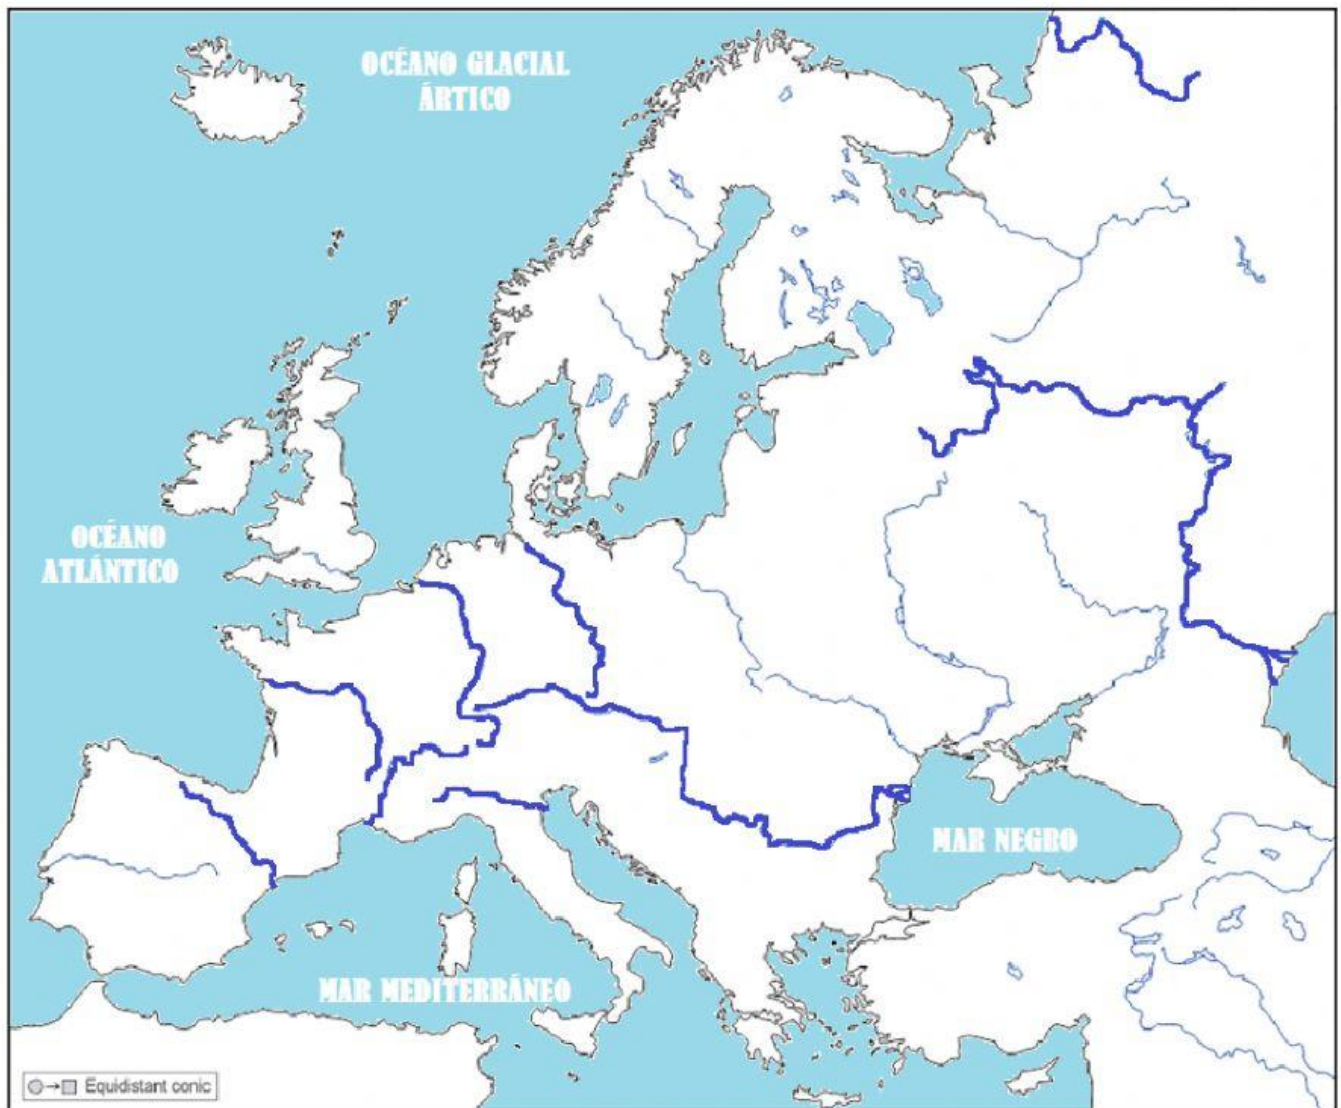 OCÉANO GLACIAL
ÁRTICO
OCÉANO
ATLÁNTICO
MAR NEGRO
MAR MEDITERRÁNEO
Equidistant conic